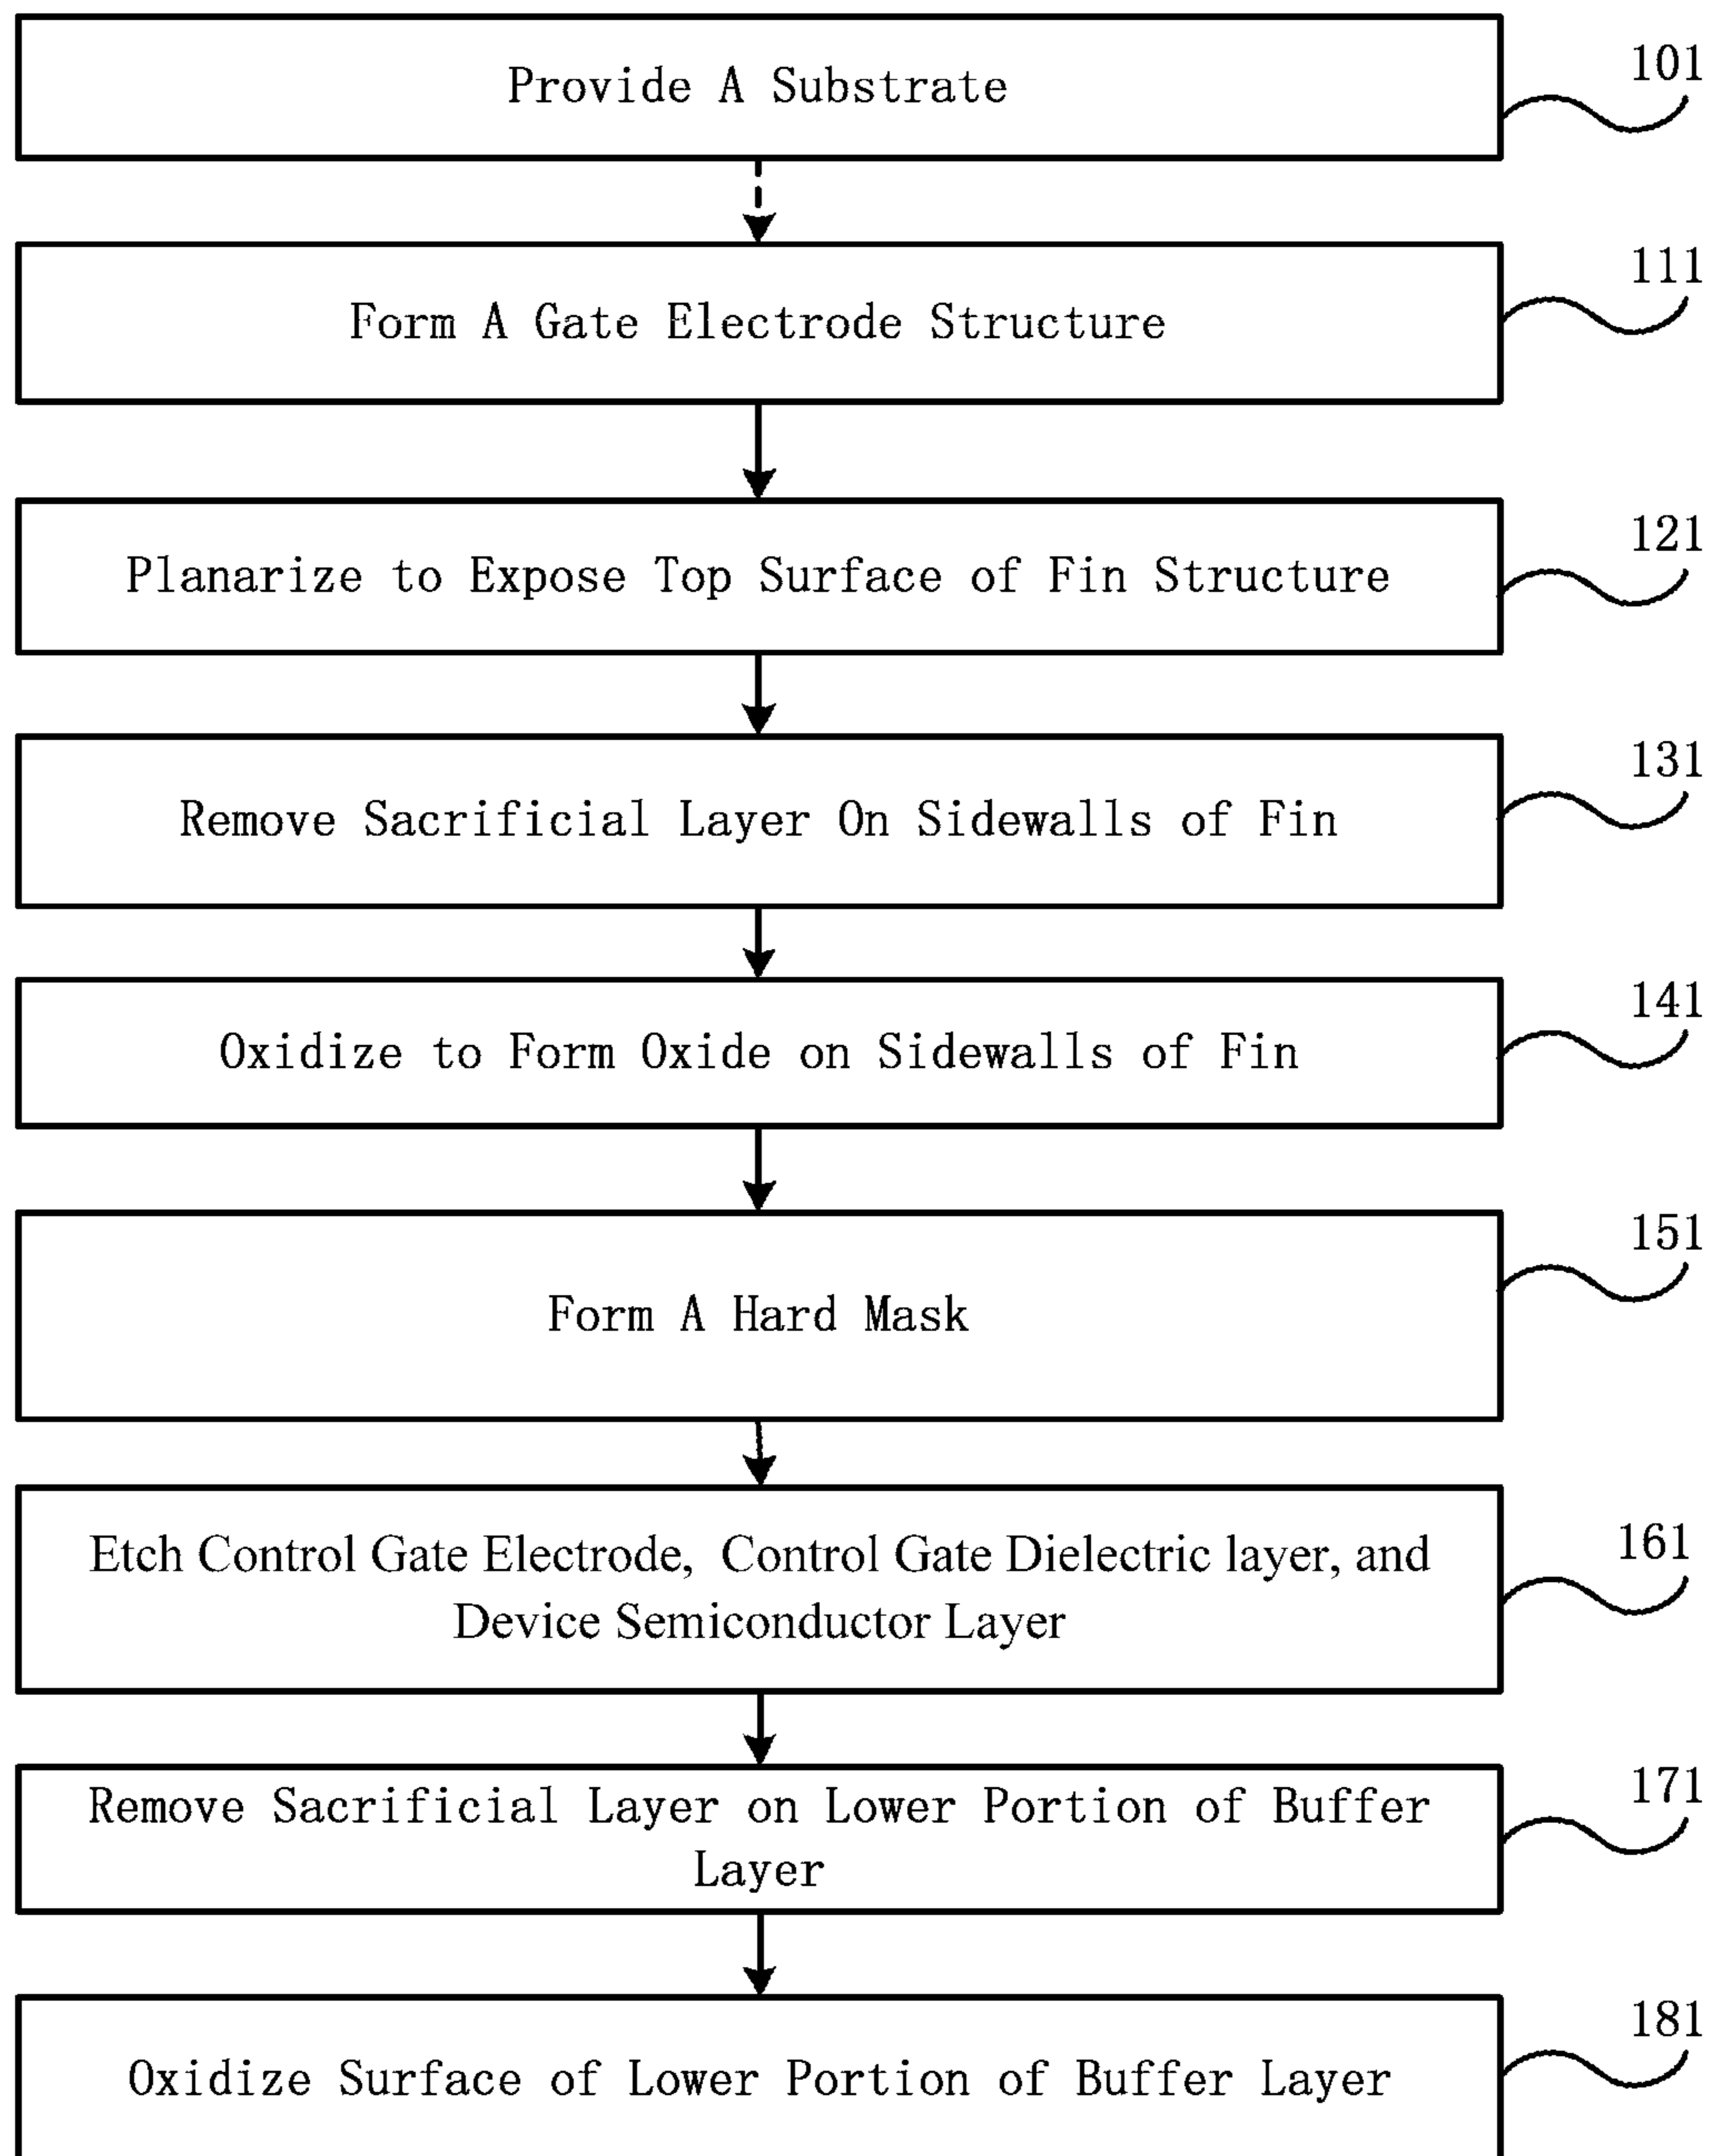 Provide A Substrate
101
Form A Gate Electrode Structure
111
Planarize to Expose Top Surface of Fin Structure
121
Remove Sacrificial Layer On Sidewalls of Fin
131
Oxidize to Form Oxide on Sidewalls of Fin
141
Form A Hard Mask
151
Etch Control Gate Electrode, Control Gate Dielectric layer, and
Device Semiconductor Layer
161
Remove Sacrificial Layer on Lower Portion of Buffer
Layer
171
Oxidize Surface of Lower Portion of Buffer Layer
181